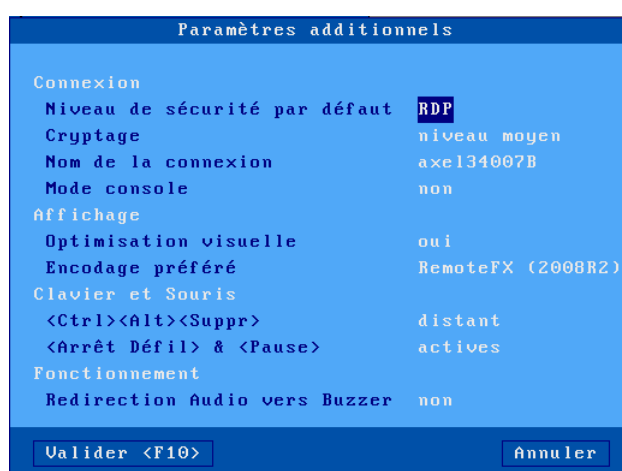 Paramètres additionnels
Connexion
Niveau de sécurité par défaut RDP
Cryptage niveau moyen
Nom de la connexion axel34007B
Mode console non
Affichage
Optimisation visuelle oui
Encodage préféré RemoteFX (2008R2)
Clavier et Souris
<Ctrl><Alt><Suppr> distant
<Arrêt Défil> & <Pause> actives
Fonctionnement
Redirection Audio vers Buzzer non
Valider <F10> Annuler